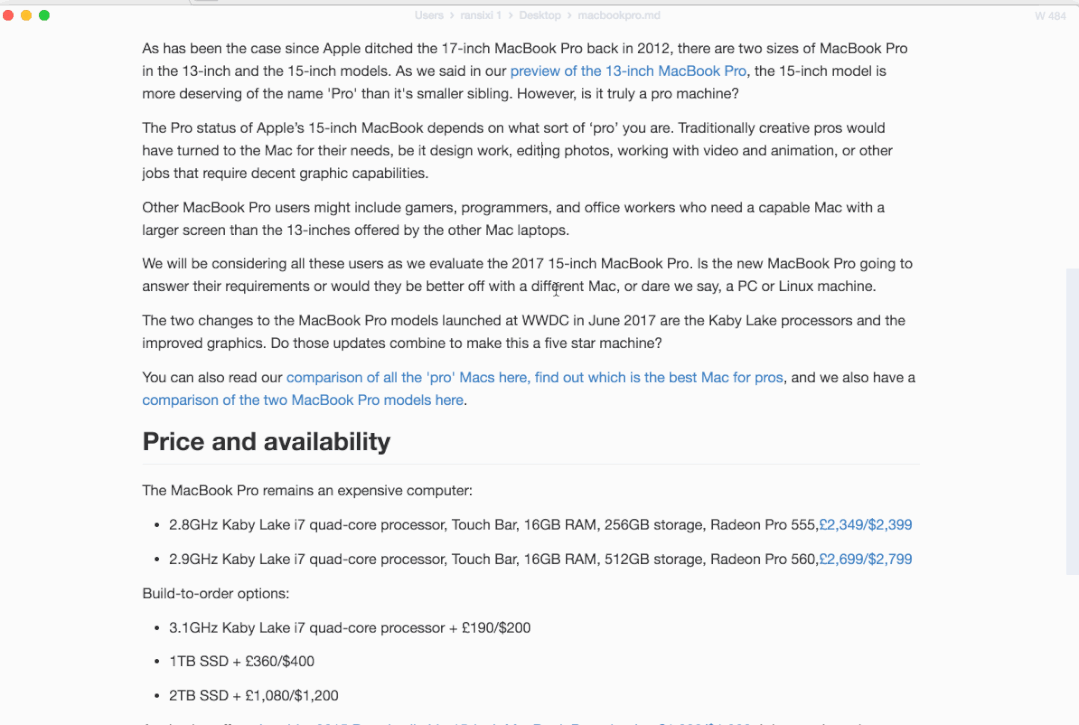 Users › ransixi 1 › Desktop › macbookpro.md
W 484
As has been the case since Apple ditched the 17-inch MacBook Pro back in 2012, there are two sizes of MacBook Pro
in the 13-inch and the 15-inch models. As we said in our preview of the 13-inch MacBook Pro, the 15-inch model is
more deserving of the name 'Pro' than it's smaller sibling. However, is it truly a pro machine?
The Pro status of Apple’s 15-inch MacBook depends on what sort of ‘pro’ you are. Traditionally creative pros would
have turned to the Mac for their needs, be it design work, editing photos, working with video and animation, or other
jobs that require decent graphic capabilities.
Other MacBook Pro users might include gamers, programmers, and office workers who need a capable Mac with a
larger screen than the 13-inches offered by the other Mac laptops.
We will be considering all these users as we evaluate the 2017 15-inch MacBook Pro. Is the new MacBook Pro going to
answer their requirements or would they be better off with a different Mac, or dare we say, a PC or Linux machine.
The two changes to the MacBook Pro models launched at WWDC in June 2017 are the Kaby Lake processors and the
improved graphics. Do those updates combine to make this a five star machine?
You can also read our comparison of all the 'pro' Macs here, find out which is the best Mac for pros, and we also have a
comparison of the two MacBook Pro models here.
Price and availability
The MacBook Pro remains an expensive computer:
• 2.8GHz Kaby Lake i7 quad-core processor, Touch Bar, 16GB RAM, 256GB storage, Radeon Pro 555,£2,349/$2,399
• 2.9GHz Kaby Lake i7 quad-core processor, Touch Bar, 16GB RAM, 512GB storage, Radeon Pro 560,£2,699/$2,799
Build-to-order options:
• 3.1GHz Kaby Lake i7 quad-core processor + £190/$200
• 1TB SSD + £360/$400
• 2TB SSD + £1,080/$1,200